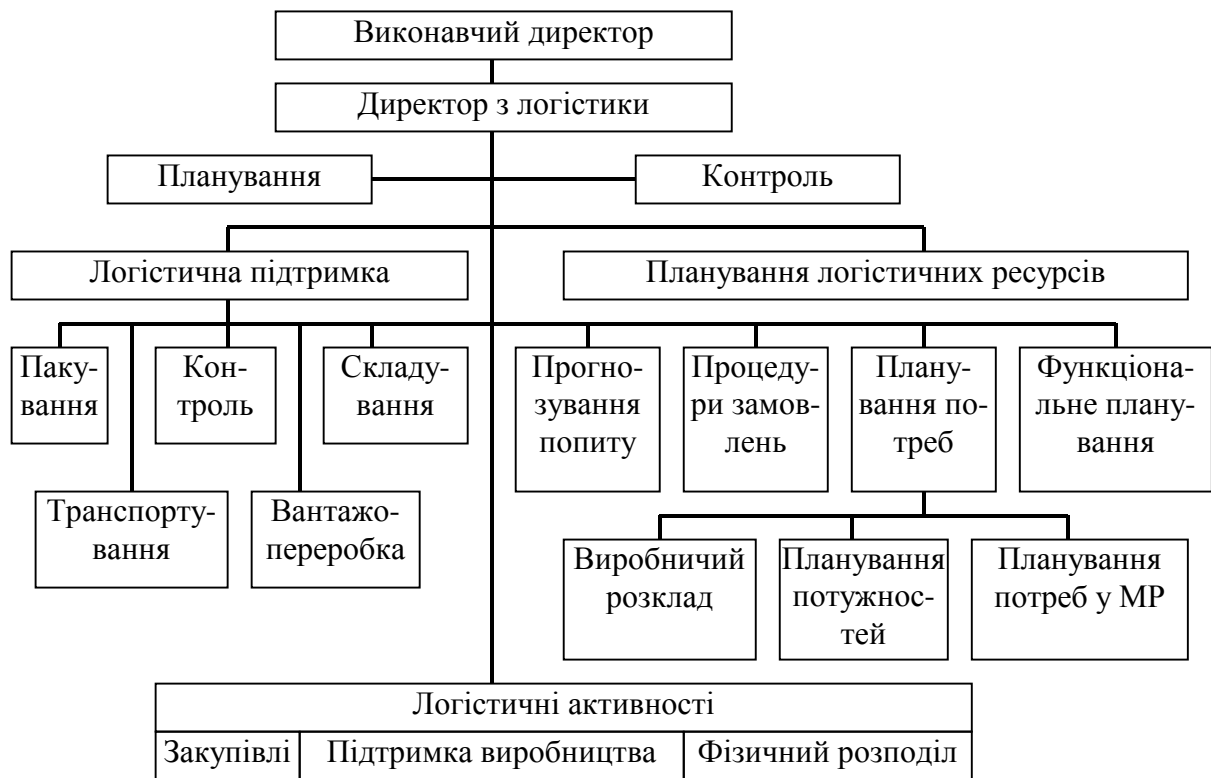 Виконавчий директор
Директор з логістики
Планування
Контроль
Логістична підтримка
Планування логістичних ресурсів
Паку-
вання
Кон-
троль
Складу-
вання
Прогно-
зування
попиту
Процеду-
ри замов-
лень
Плану-
вання по-
треб
Функціона-
льне плану-
вання
Транспорту-
вання
Вантажо-
переробка
Виробничий
розклад
Планування
потужнос-
тей
Планування
потреб у МР
Логістичні активності
Закупівлі
Підтримка виробництва
Фізичний розподіл